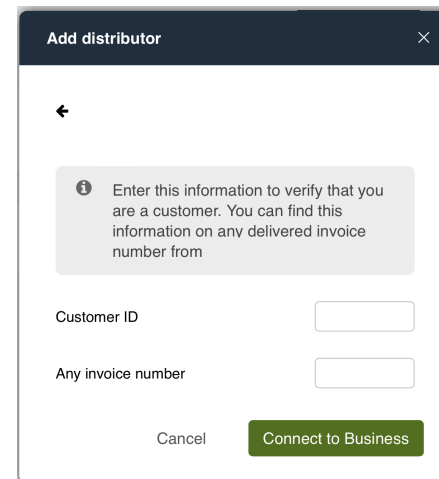 Add distributor
Enter this information to verify that you
are a customer. You can find this
information on any delivered invoice
number from
Customer ID
Any invoice number
Cancel
Connect to Business